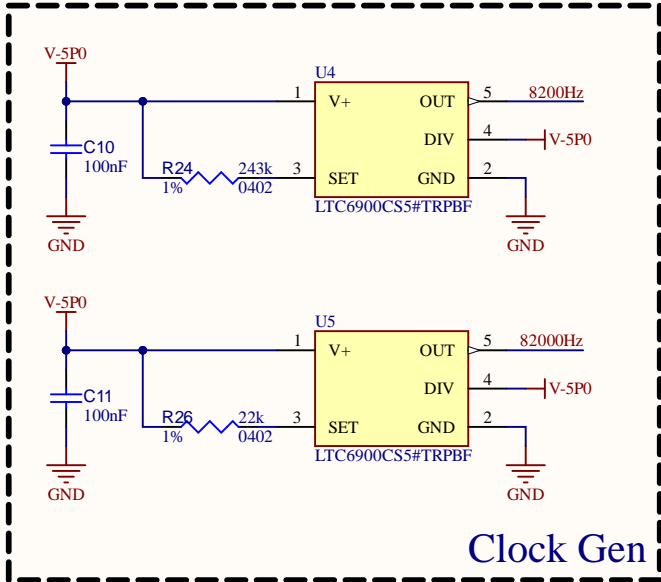 V-5P0
U4
1
V+
OUT
5
8200Hz
C10
100nF
DIV
4
V-5P0
R24
243k
3
SET
GND
2
1%
0402
LTC6900CS5#TRPBF
GND
GND
V-5P0
U5
1
V+
OUT
5
82000Hz
C11
100nF
DIV
4
V-5P0
R26
22k
3
SET
GND
2
1%
0402
LTC6900CS5#TRPBF
GND
GND
Clock Gen